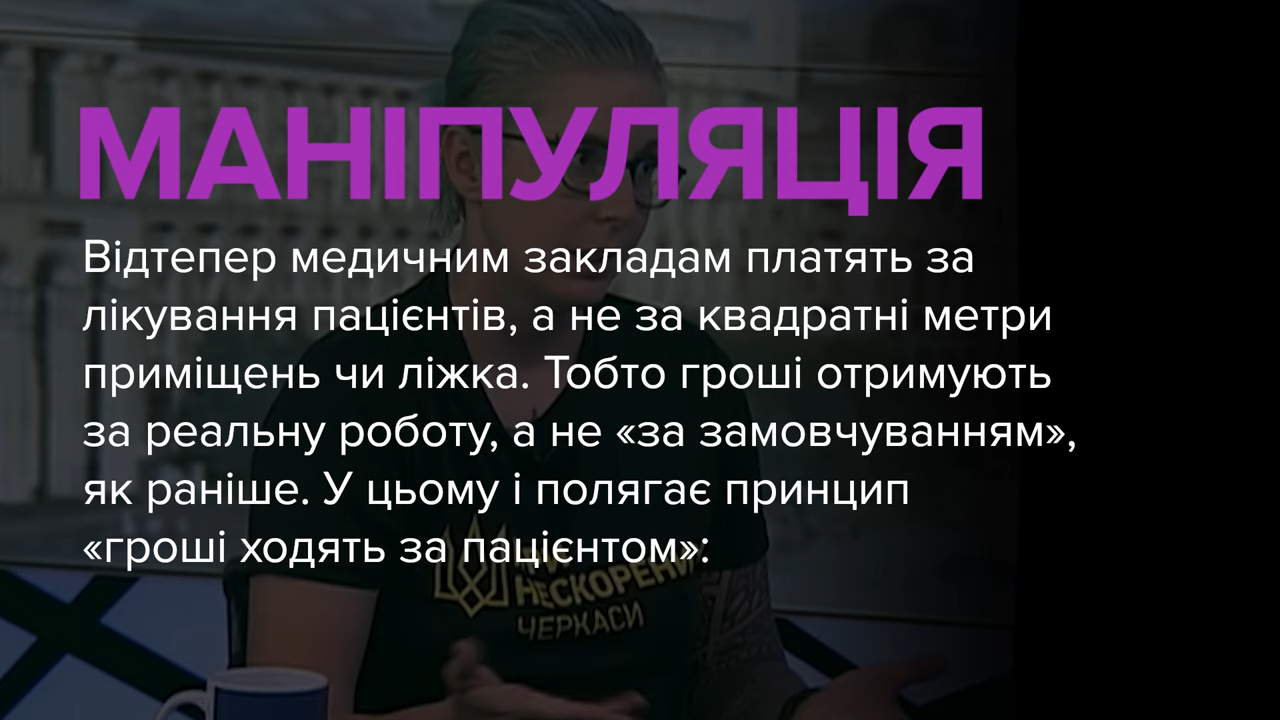 МАНІПУЛЯЦІЯ
Відтепер медичним закладам платять за
лікування пацієнтів, а не за квадратні метри
приміщень чи ліжка. Тобто гроші отримують
за реальну роботу, а не «за замовчуванням»,
як раніше. У цьому і полягає принцип
«гроші ходять за пацієнтом»:
НЕСКОРЕНІ
ЧЕРКАСИ